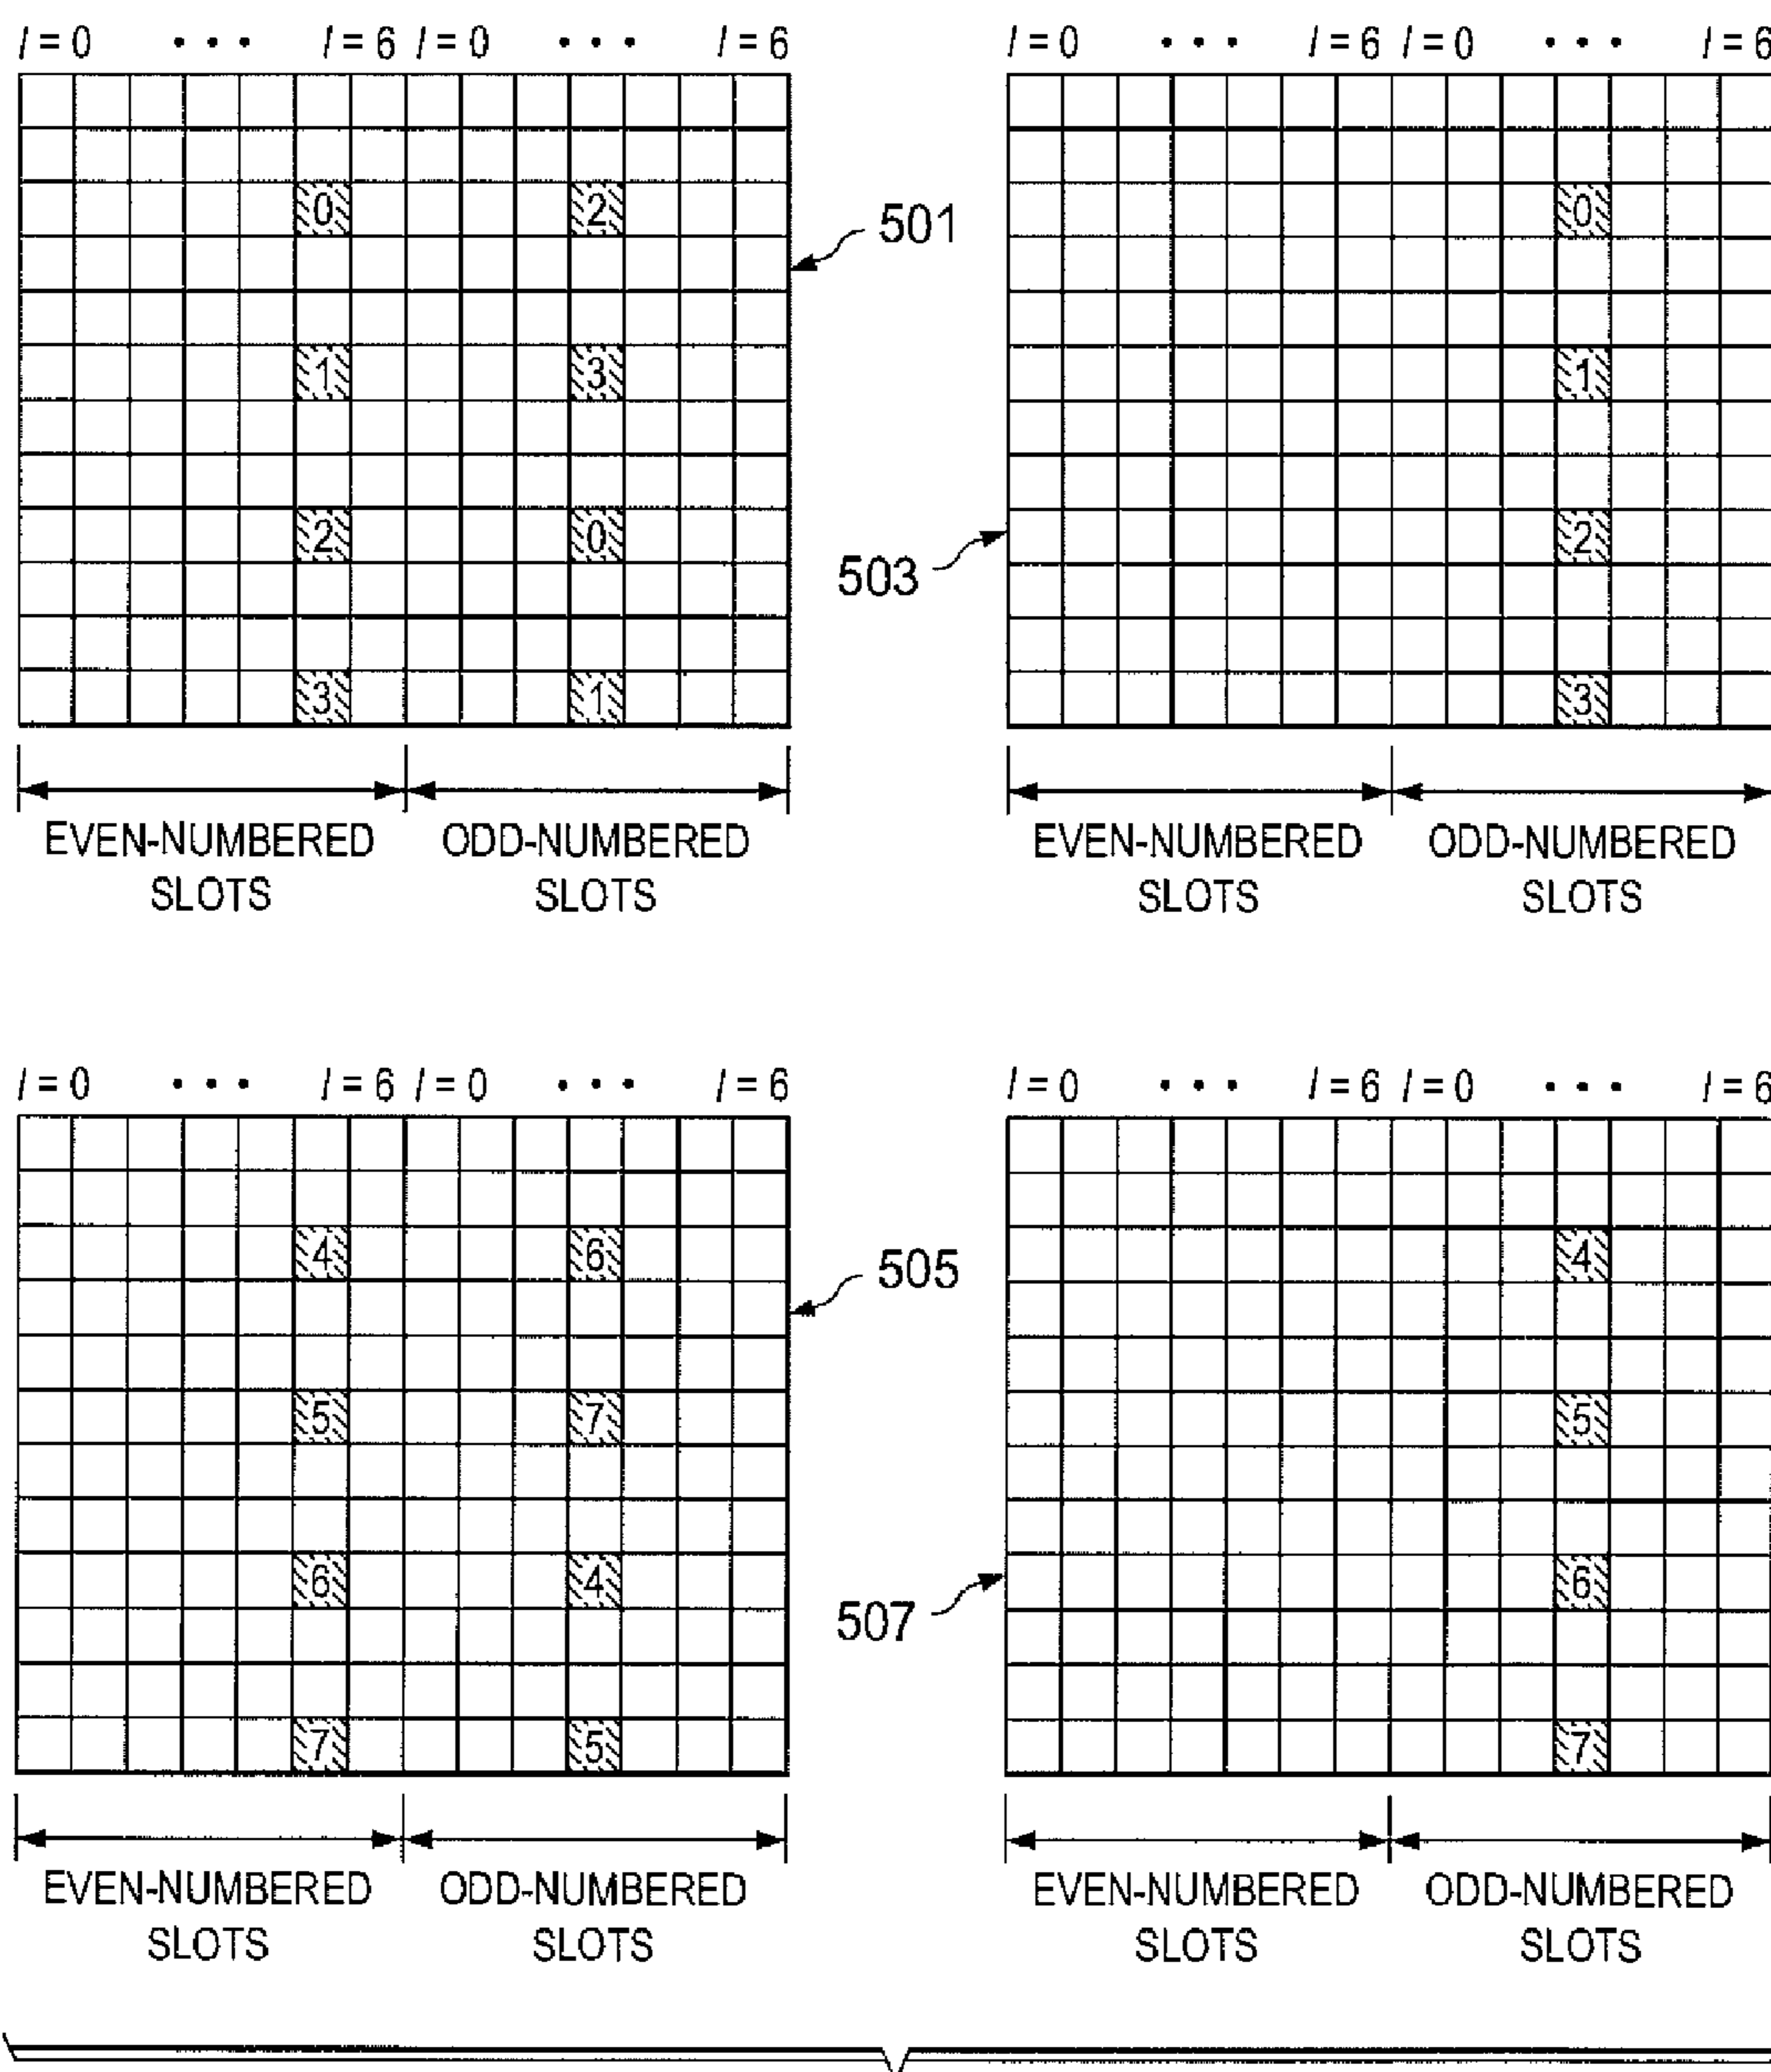 l = 0 • • • l = 6 l = 0 • • • l = 6
0 2
1 3
2 0
3 1
501
EVEN-NUMBERED SLOTS
ODD-NUMBERED SLOTS
l = 0 • • • l = 6 l = 0 • • • l = 6
0
1
2
3
503
EVEN-NUMBERED SLOTS
ODD-NUMBERED SLOTS
l = 0 • • • l = 6 l = 0 • • • l = 6
4 6
5 7
6 4
7 5
505
EVEN-NUMBERED SLOTS
ODD-NUMBERED SLOTS
l = 0 • • • l = 6 l = 0 • • • l = 6
4
5
6
7
507
EVEN-NUMBERED SLOTS
ODD-NUMBERED SLOTS